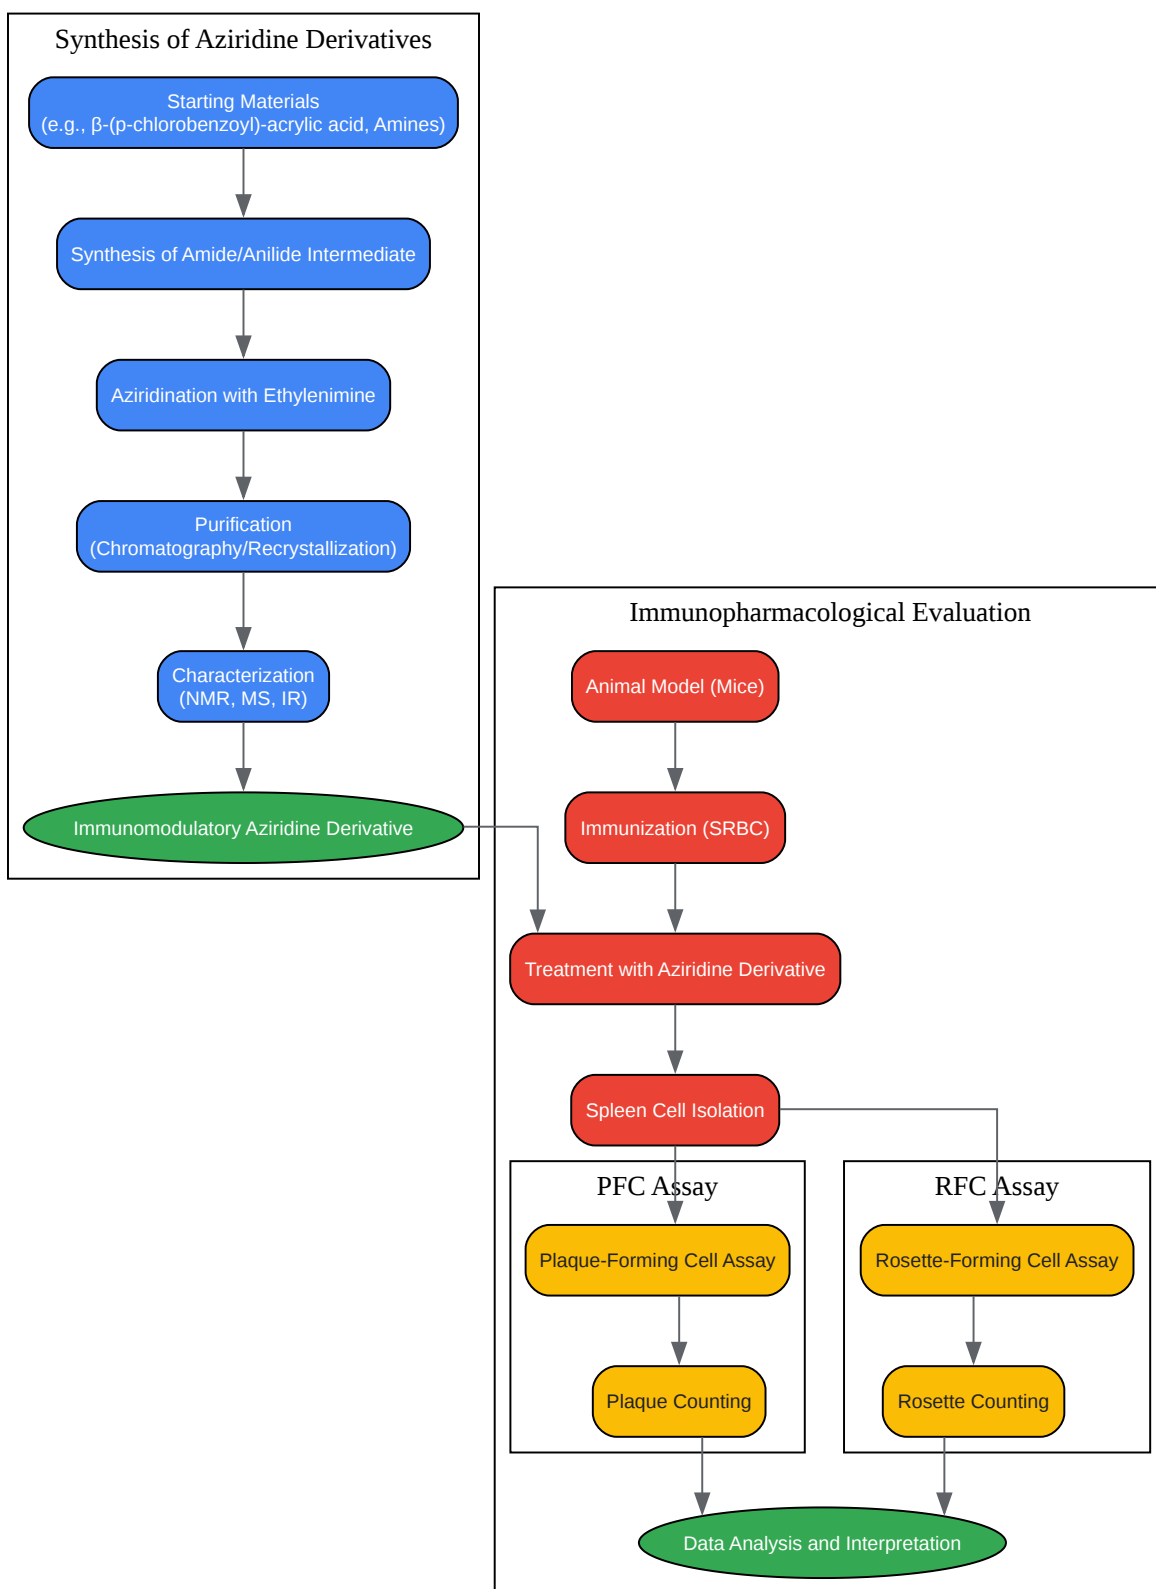 Synthesis of Aziridine Derivatives
Starting Materials
(e.g., β-(p-chlorobenzoyl)-acrylic acid, Amines)
Synthesis of Amide/Anilide Intermediate
Aziridination with Ethylenimine
Purification
(Chromatography/Recrystallization)
Characterization
(NMR, MS, IR)
Immunomodulatory Aziridine Derivative
Immunopharmacological Evaluation
Animal Model (Mice)
Immunization (SRBC)
Treatment with Aziridine Derivative
Spleen Cell Isolation
PFC Assay
Plaque-Forming Cell Assay
Plaque Counting
RFC Assay
Rosette-Forming Cell Assay
Rosette Counting
Data Analysis and Interpretation